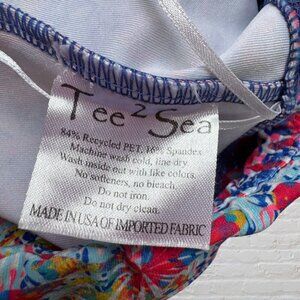 Tee 2 Sea
84% Recycled PET, 16% Spandex
Machine wash cold, line dry.
Wash inside out with like colors.
No softeners, no bleach.
Do not iron.
Do not dry clean.
MADE IN USA OF IMPORTED FABRIC